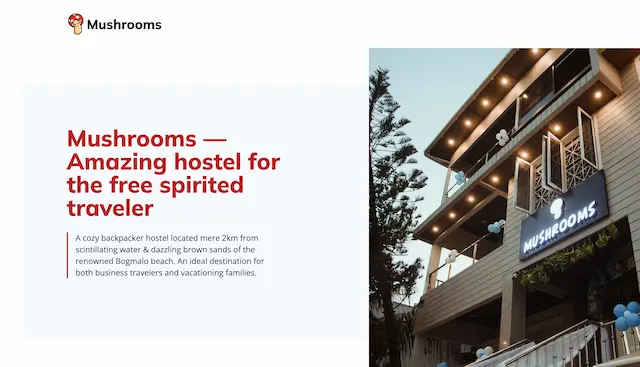 Mushrooms
Mushrooms —
Amazing hostel for
the free spirited
traveler
A cozy backpacker hostel located mere 2km from
scintillating water & dazzling brown sands of the
renowned Bogmalo beach. An ideal destination for
both business travelers and vacationing families.
MUSHROOMS